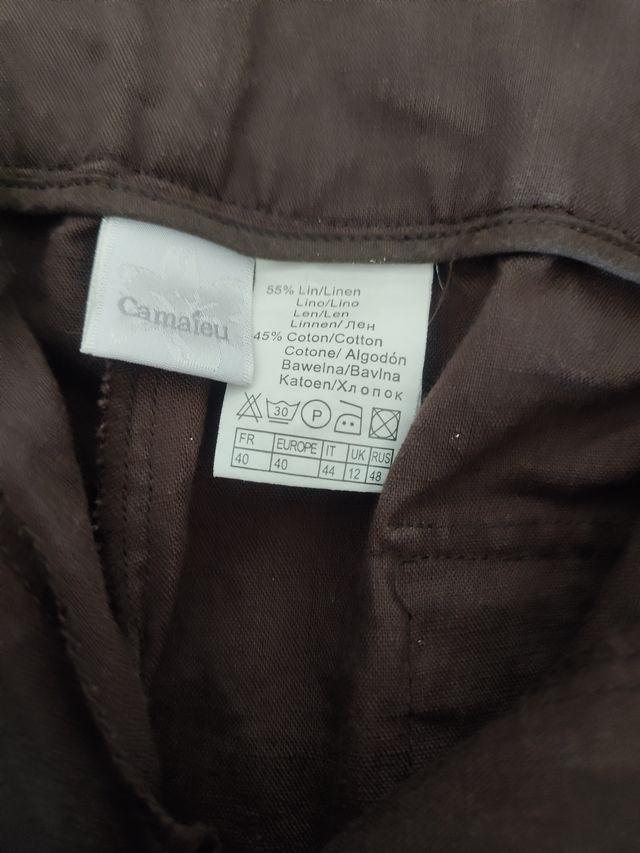 Camaïeu
55% Lin/Linen
Lino/Lino
Len/Len
Linnen/Лен
45% Coton/Cotton
Cotone/ Algodón
Bawelna/Bavlna
Katoen/Хлопок
30 P
FR EUROPE IT UK RUS
40 40 44 12 48